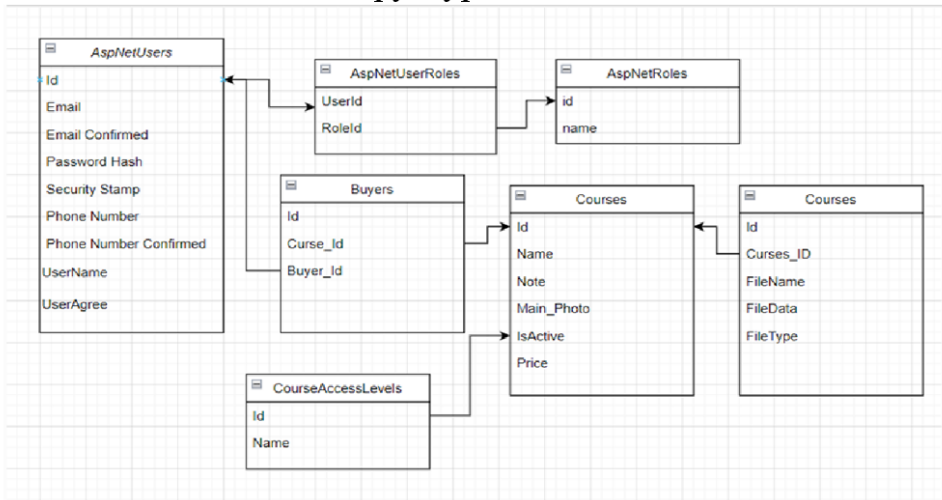 AspNetUsers
Id
Email
Email Confirmed
Password Hash
Security Stamp
Phone Number
Phone Number Confirmed
UserName
UserAgree
AspNetUserRoles
UserId
RoleId
AspNetRoles
id
name
Buyers
Id
Curse_Id
Buyer_Id
Courses
Id
Name
Note
Main_Photo
IsActive
Price
Courses
Id
Curses_ID
FileName
FileData
FileType
CourseAccessLevels
Id
Name